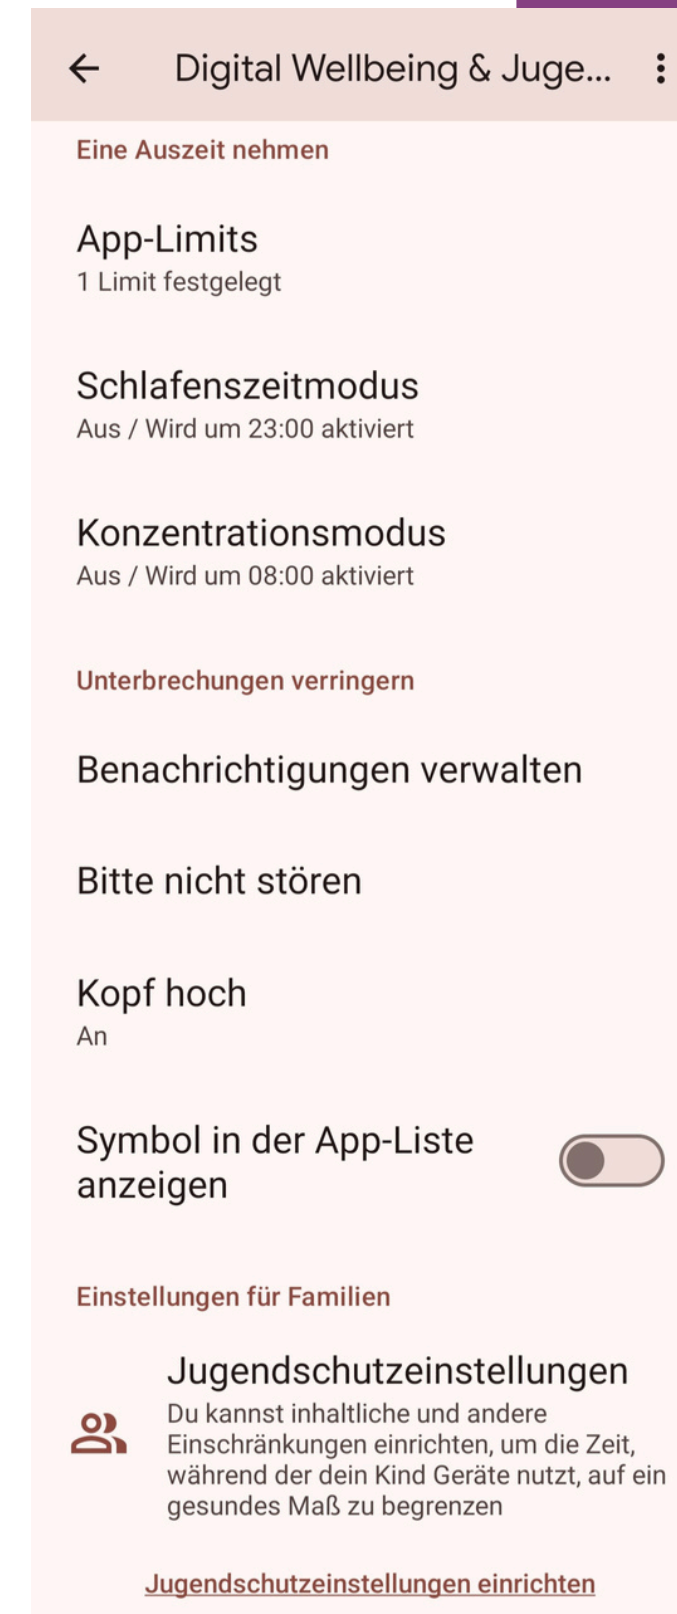 Digital Wellbeing & Juge...
Eine Auszeit nehmen
App-Limits
1 Limit festgelegt
Schlafenszeitmodus
Aus / Wird um 23:00 aktiviert
Konzentrationsmodus
Aus / Wird um 08:00 aktiviert
Unterbrechungen verringern
Benachrichtigungen verwalten
Bitte nicht stören
Kopf hoch
An
Symbol in der App-Liste
anzeigen
Einstellungen für Familien
Jugendschutzeinstellungen
Du kannst inhaltliche und andere
Einschränkungen einrichten, um die Zeit,
während der dein Kind Geräte nutzt, auf ein
gesundes Maß zu begrenzen
Jugendschutzeinstellungen einrichten